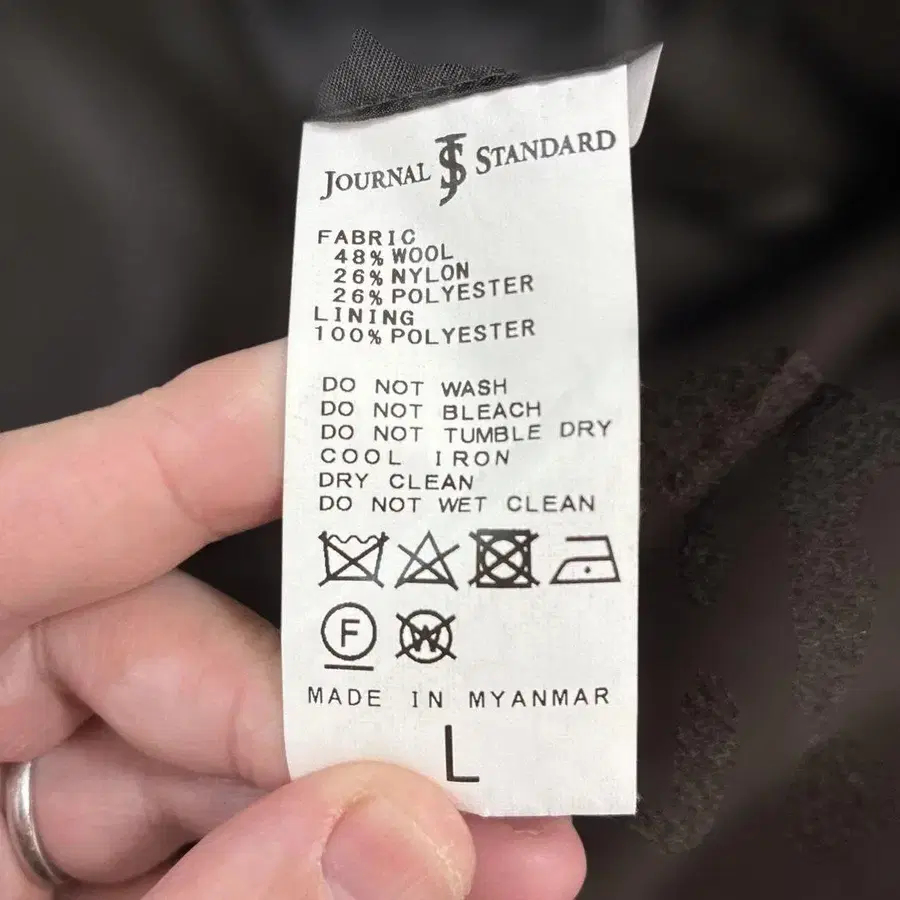 JOURNAL JS STANDARD
FABRIC
48% WOOL
26% NYLON
26% POLYESTER
LINING
100% POLYESTER
DO NOT WASH
DO NOT BLEACH
DO NOT TUMBLE DRY
COOL IRON
DRY CLEAN
DO NOT WET CLEAN
F W
MADE IN MYANMAR
L